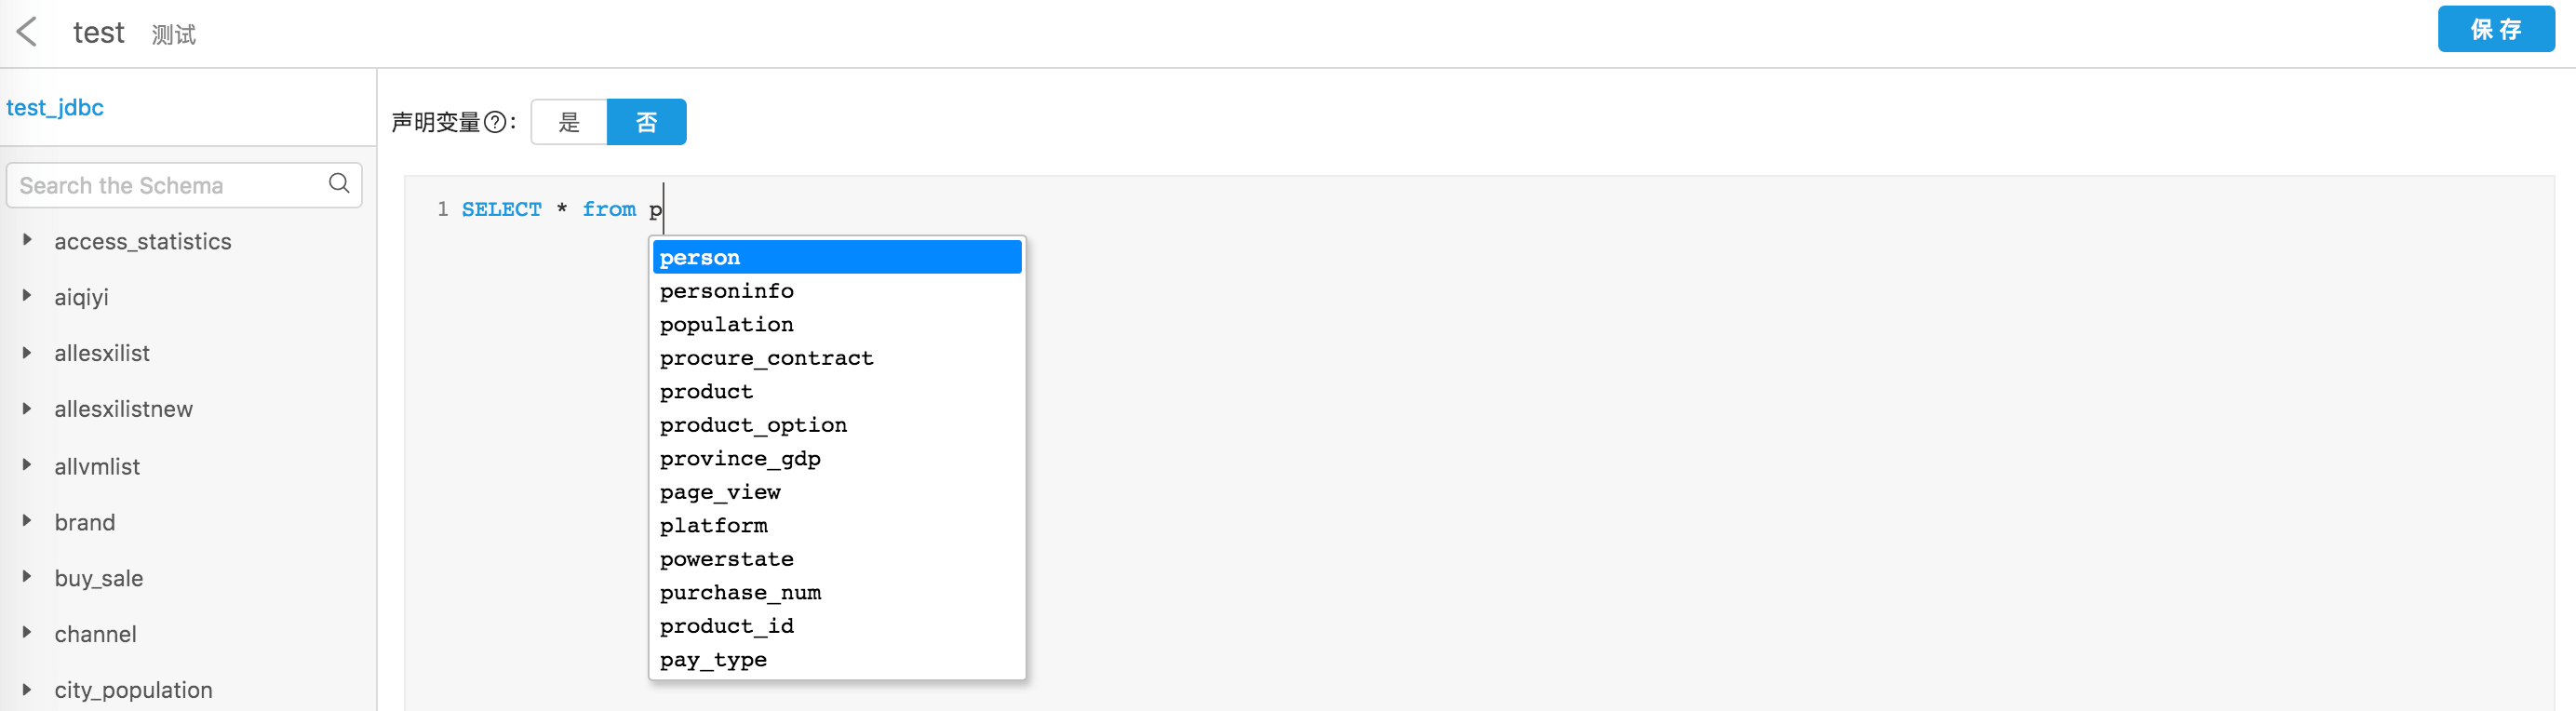 test 测试
保 存
test_jdbc
Search the Schema
access_statistics
aiqiyi
allesxilist
allesxilistnew
allvmlist
brand
buy_sale
channel
city_population
声明变量?: 是 否
1 SELECT * from p
person
personinfo
population
procure_contract
product
product_option
province_gdp
page_view
platform
powerstate
purchase_num
product_id
pay_type